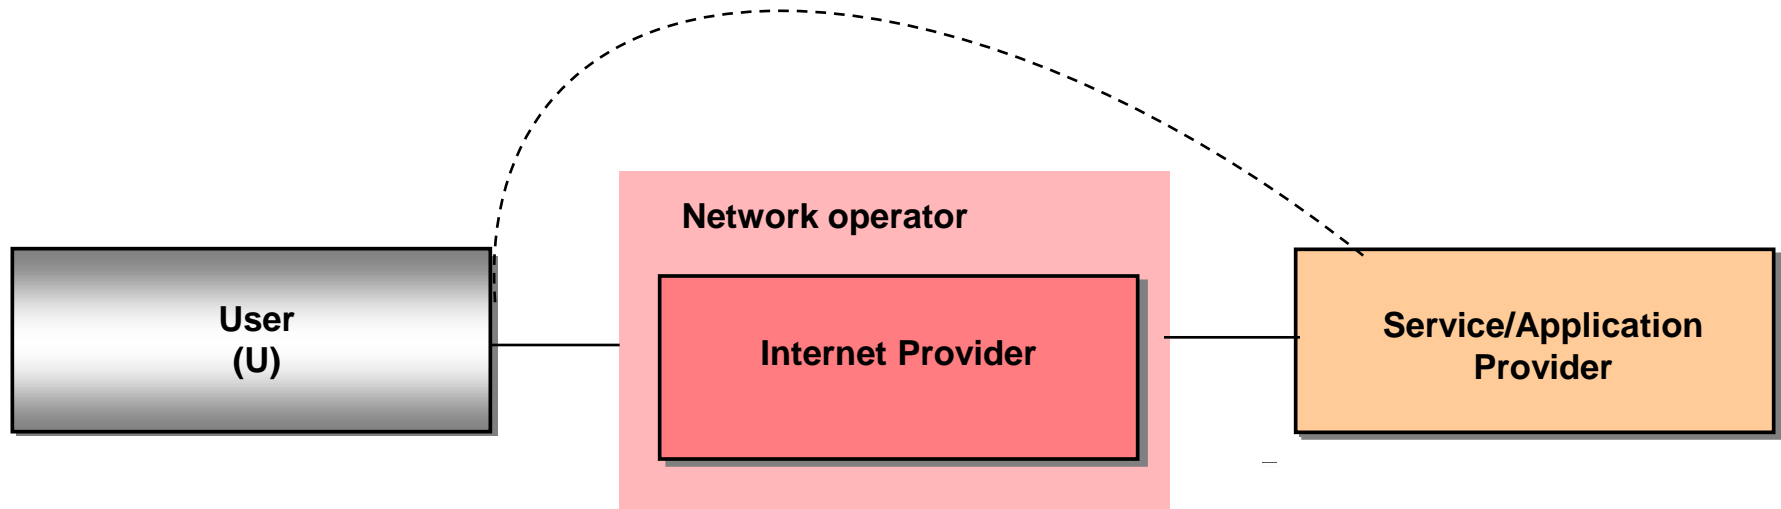 Network operator
User
(U)
Internet Provider
Service/Application
Provider